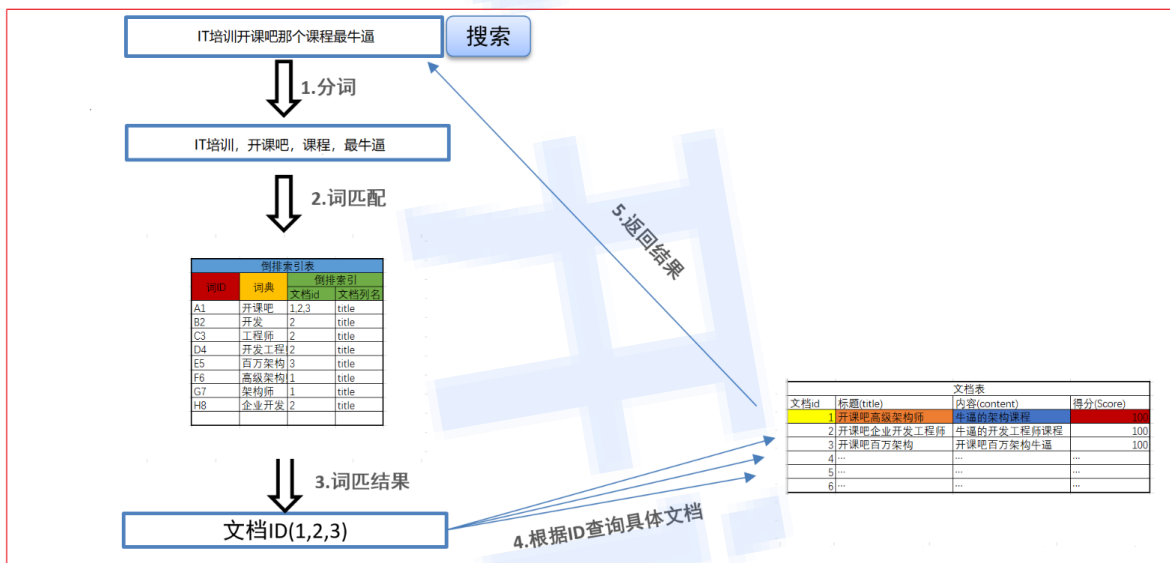 IT培训开课吧那个课程最牛逼
搜索
1.分词
IT培训，开课吧，课程，最牛逼
2.词匹配
倒排索引表
词ID 词典 倒排索引
文档id 文档列名
A1 开课吧 1,2,3 title
B2 开发 2 title
C3 工程师 2 title
D4 开发工程 2 title
E5 百万架构 3 title
F6 高级架构 1 title
G7 架构师 1 title
H8 企业开发 2 title
3.词匹结果
文档ID(1,2,3)
4.根据ID查询具体文档
5.返回结果
文档表
文档id 标题(title) 内容(content) 得分(Score)
1 开课吧高级架构师 牛逼的架构课程 100
2 开课吧企业开发工程师 牛逼的开发工程师课程 100
3 开课吧百万架构 开课吧百万架构牛逼 100
4 … … …
5 … … …
6 … … …